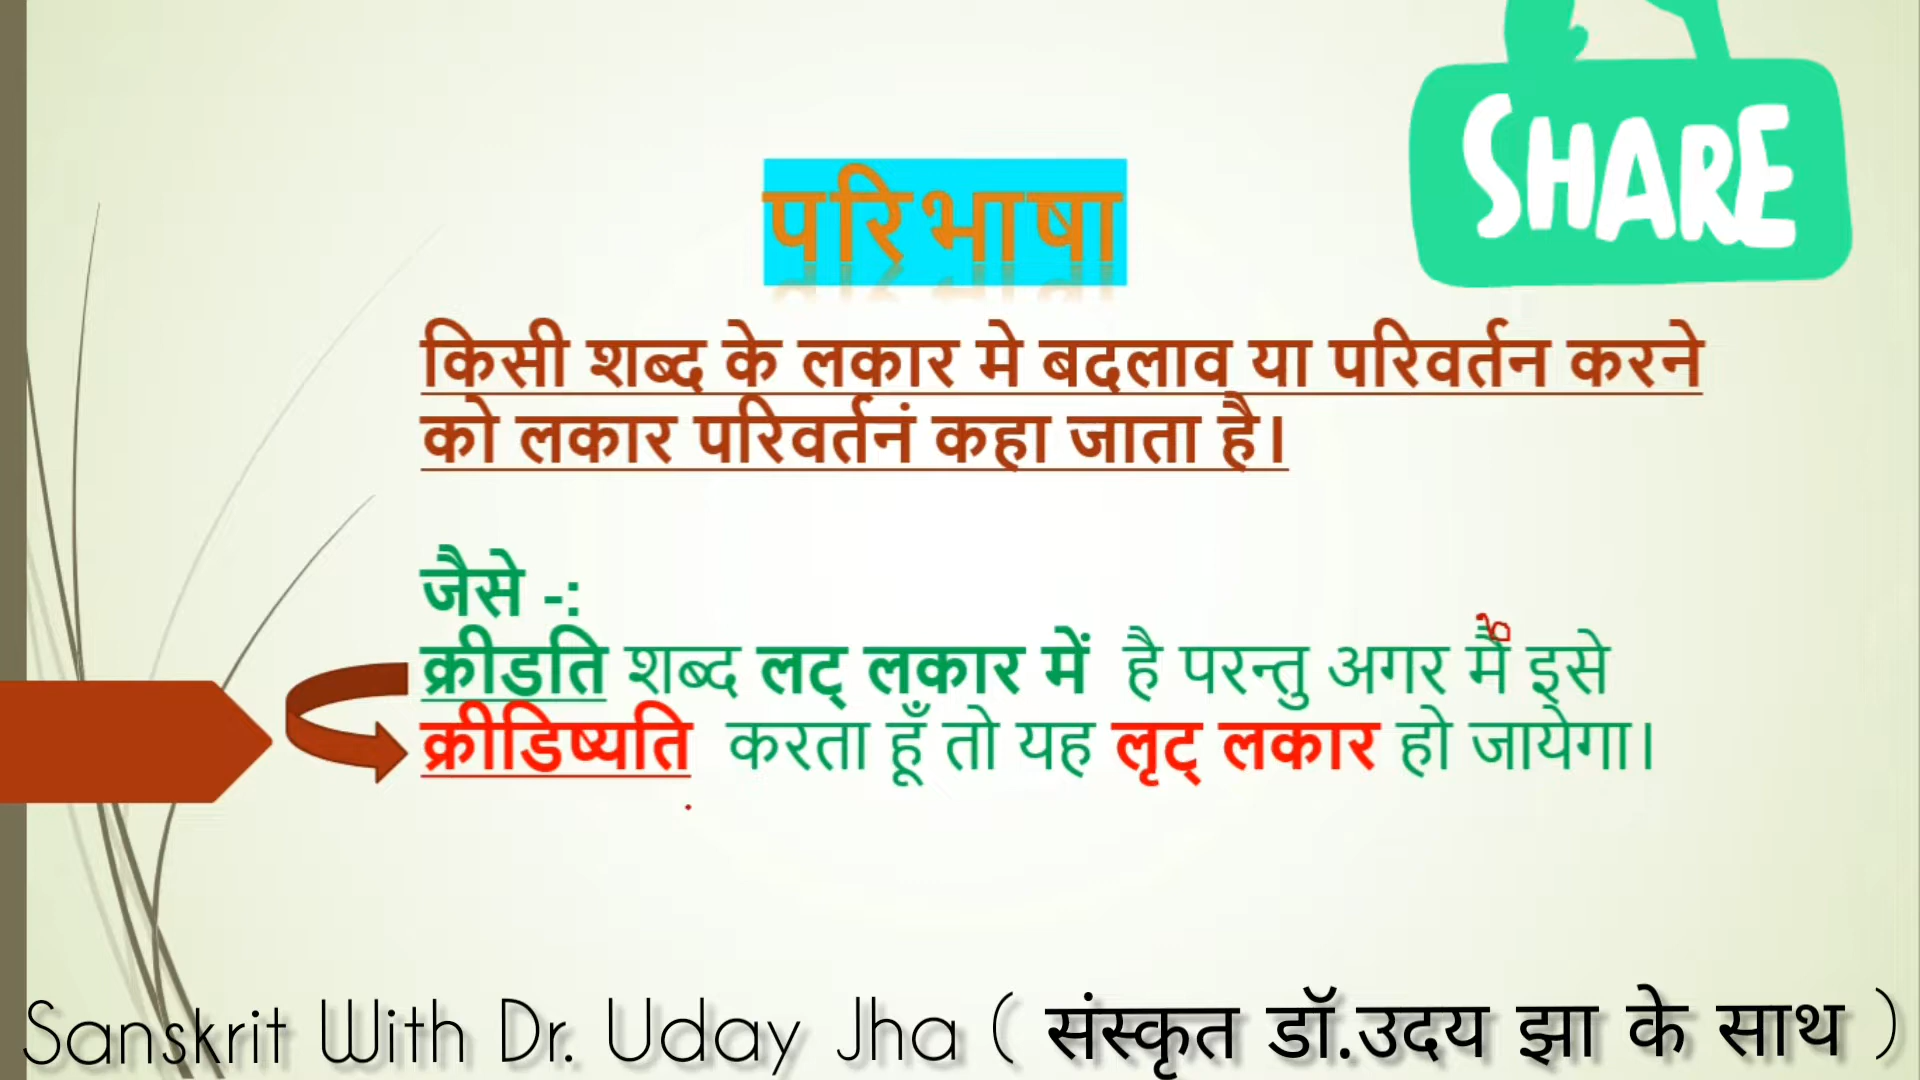 SHARE
परिभाषा
किसी शब्द के लकार मे बदलाव या परिवर्तन करने
को लकार परिवर्तनं कहा जाता है।
जैसे -:
क्रीडति शब्द लट् लकार में है परन्तु अगर मैं इसे
क्रीडिष्यति करता हूँ तो यह लृट् लकार हो जायेगा।
Sanskrit With Dr. Uday Jha ( संस्कृत डॉ.उदय झा के साथ )